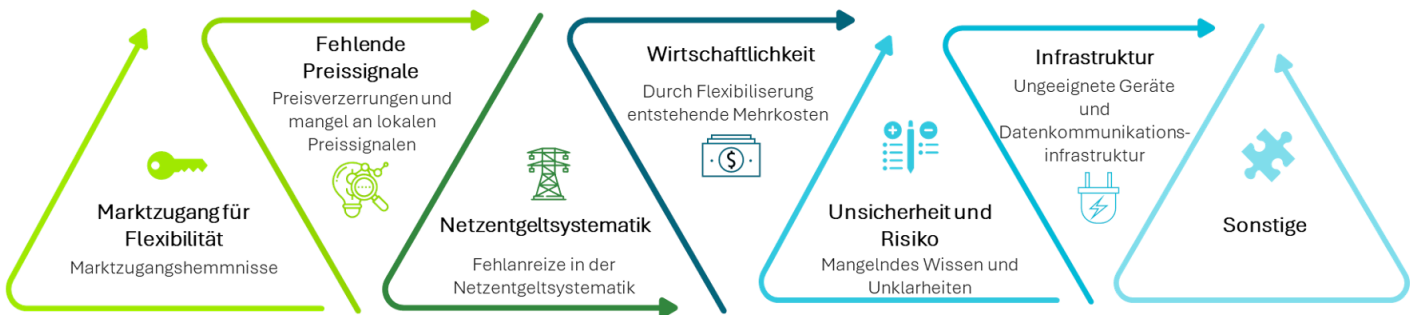 Marktzugang für
Flexibilität
Marktzugangshemmnisse
Fehlende
Preissignale
Preisverzerrungen und
mangel an lokalen
Preissignalen
Netzentgeltsystematik
Fehlanreize in der
Netzentgeltsystematik
Wirtschaftlichkeit
Durch Flexibiliserung
entstehende Mehrkosten
$
Unsicherheit und
Risiko
Mangelndes Wissen und
Unklarheiten
Infrastruktur
Ungeeignete Geräte
und
Datenkommunikations-
infrastruktur
Sonstige